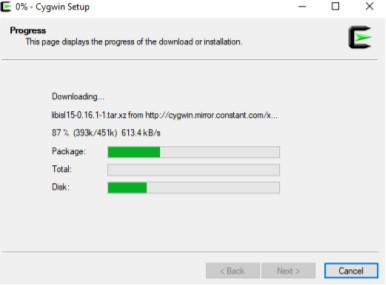 0% - Cygwin Setup
Progress
This page displays the progress of the download or installation.
Downloading...
libisl15-0.16.1-1.tar.xz from http://cygwin.mirror.constant.com/x...
87 % (393k/451k) 613.4 kB/s
Package:
Total:
Disk:
< Back Next > Cancel